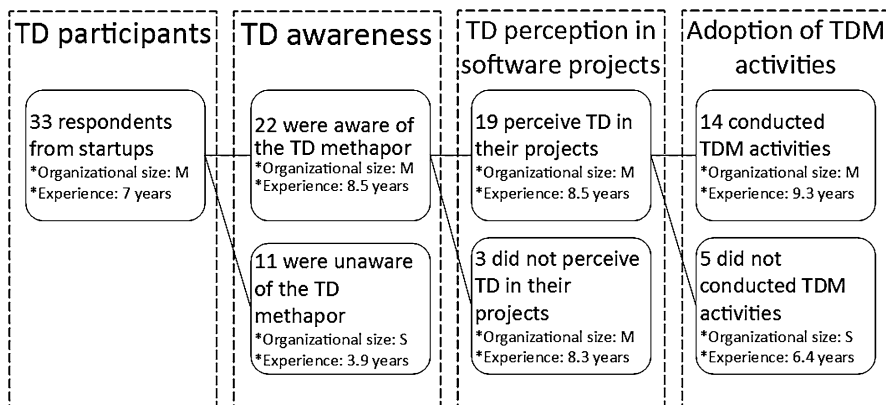 TD participants
33 respondents
from startups
*Organizational size: M
*Experience: 7 years
TD awareness
22 were aware of
the TD methapor
*Organizational size: M
*Experience: 8.5 years
11 were unaware
of the TD
methapor
*Organizational size: S
*Experience: 3.9 years
TD perception in
software projects
19 perceive TD in
their projects
*Organizational size: M
*Experience: 8.5 years
3 did not perceive
TD in their
projects
*Organizational size: M
*Experience: 8.3 years
Adoption of TDM
activities
14 conducted
TDM activities
*Organizational size: M
*Experience: 9.3 years
5 did not
conducted TDM
activities
*Organizational size: S
*Experience: 6.4 years